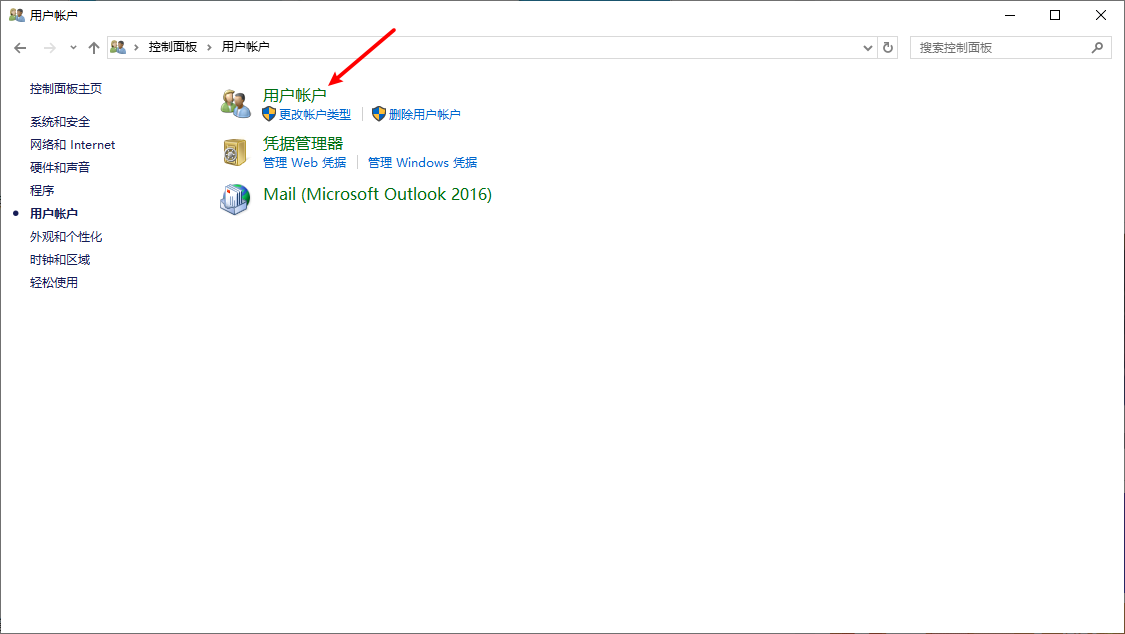 用户帐户
控制面板 用户帐户
搜索控制面板
控制面板主页
系统和安全
网络和 Internet
硬件和声音
程序
用户帐户
外观和个性化
时钟和区域
轻松使用
用户帐户
更改帐户类型 删除用户帐户
凭据管理器
管理 Web 凭据 管理 Windows 凭据
Mail (Microsoft Outlook 2016)